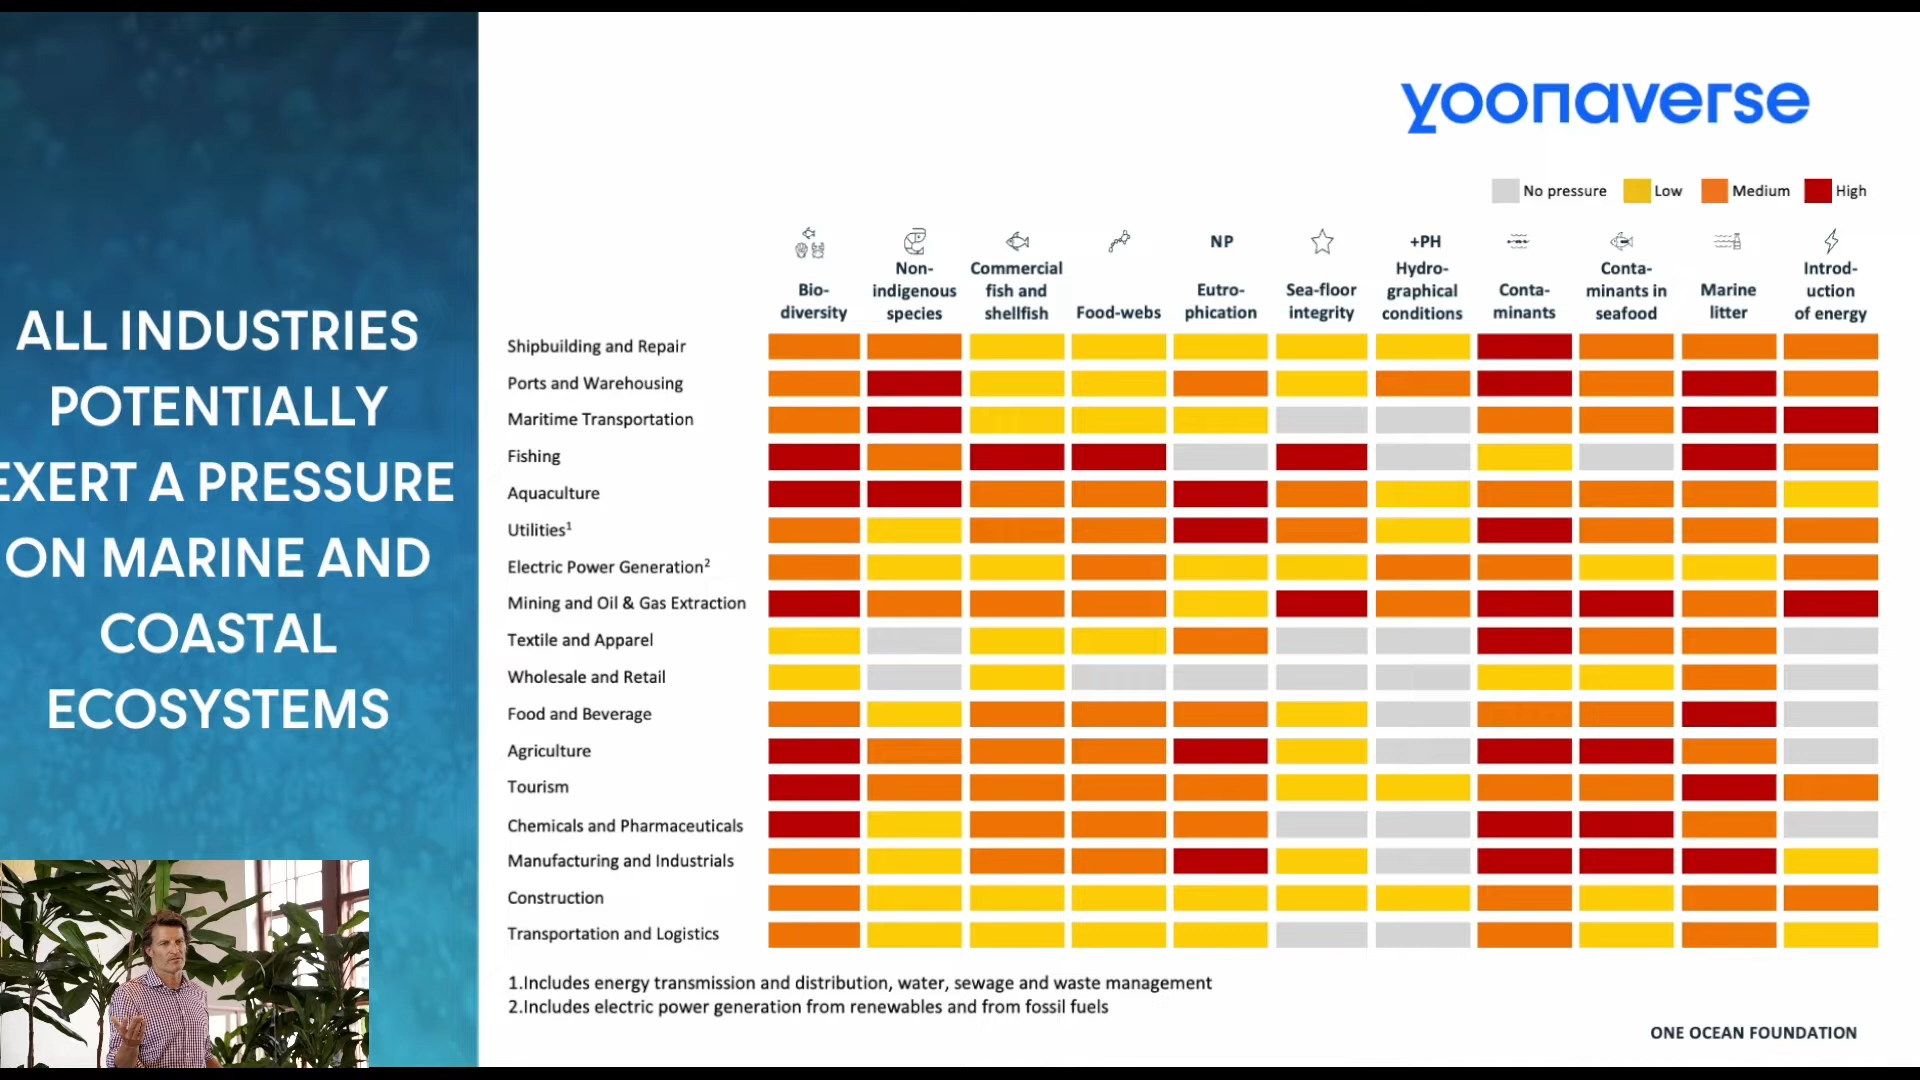 ALL INDUSTRIES
POTENTIALLY
EXERT A PRESSURE
ON MARINE AND
COASTAL
ECOSYSTEMS
yoonaverse
No pressure
Low
Medium
High
NP
+PH
Bio-
diversity
Non-
indigenous
species
Commercial
fish and
shellfish
Food-webs
Eutro-
phication
Sea-floor
integrity
Hydro-
graphical
conditions
Conta-
minants
Conta-
minants in
seafood
Marine
litter
Introd-
uction
of energy
Shipbuilding and Repair
Ports and Warehousing
Maritime Transportation
Fishing
Aquaculture
Utilities¹
Electric Power Generation²
Mining and Oil & Gas Extraction
Textile and Apparel
Wholesale and Retail
Food and Beverage
Agriculture
Tourism
Chemicals and Pharmaceuticals
Manufacturing and Industrials
Construction
Transportation and Logistics
1.Includes energy transmission and distribution, water, sewage and waste management
2.Includes electric power generation from renewables and from fossil fuels
ONE OCEAN FOUNDATION